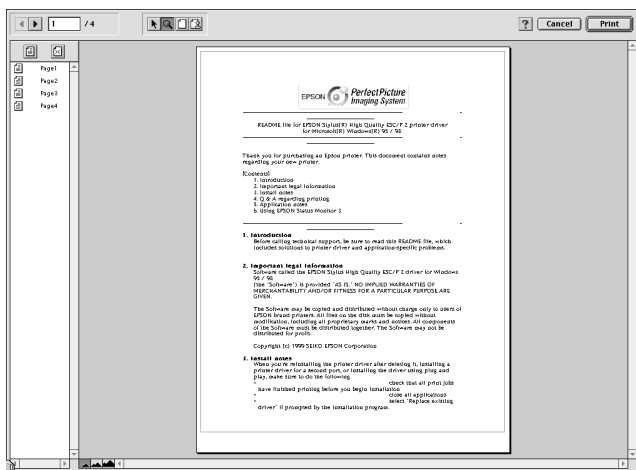 1 / 4
? Cancel Print
Page1
Page2
Page3
Page4
EPSON PerfectPicture
Imaging System
README file for EPSON Stylus(R) High Quality ESC/P 2 printer driver
for Microsoft(R) Windows(R) 95 / 98
Thank you for purchasing an Epson printer. This document contains notes
regarding your new printer.
[Contents]
1. Introduction
2. Important legal information
3. Install notes
4. Q & A regarding printing
5. Application notes
6. Using EPSON Status Monitor 3
1. Introduction
Before calling technical support, be sure to read this README file, which
includes solutions to printer driver and application-specific problems.
2. Important legal information
Software called the EPSON Stylus High Quality ESC/P 2 driver for Windows
95 / 98
(the "Software") is provided "AS IS." NO IMPLIED WARRANTIES OF
MERCHANTABILITY AND/OR FITNESS FOR A PARTICULAR PURPOSE ARE
GIVEN.
The Software may be copied and distributed without charge only to users of
EPSON brand printers. All files on the disk must be copied without
modification, including all proprietary marks and notices. All components
of the Software must be distributed together. The Software may not be
distributed for profit.
Copyright (c) 1999 SEIKO EPSON Corporation
3. Install notes
When you're reinstalling the printer driver after deleting it, installing a
printer driver for a second port, or installing the driver using plug and
play, make sure to do the following.
* check that all print jobs
have finished printing before you begin installation
* close all applications
* select "Replace existing
driver" if prompted by the installation program.